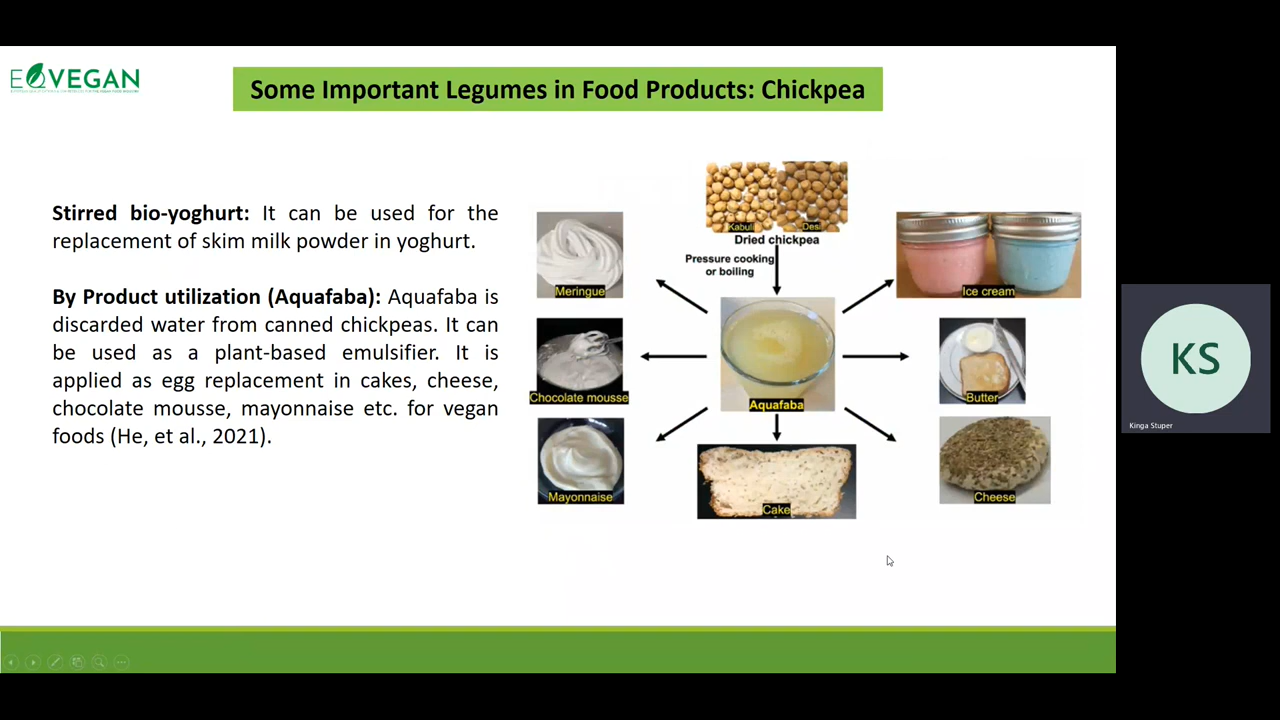 EQVEGAN
Some Important Legumes in Food Products: Chickpea
Stirred bio-yoghurt: It can be used for the
replacement of skim milk powder in yoghurt.
By Product utilization (Aquafaba): Aquafaba is
discarded water from canned chickpeas. It can
be used as a plant-based emulsifier. It is
applied as egg replacement in cakes, cheese,
chocolate mousse, mayonnaise etc. for vegan
foods (He, et al., 2021).
Kabuli
Desi
Dried chickpea
Pressure cooking
or boiling
Meringue
Ice cream
Chocolate mousse
Aquafaba
Butter
Mayonnaise
Cake
Cheese
KS
Kinga Stuper